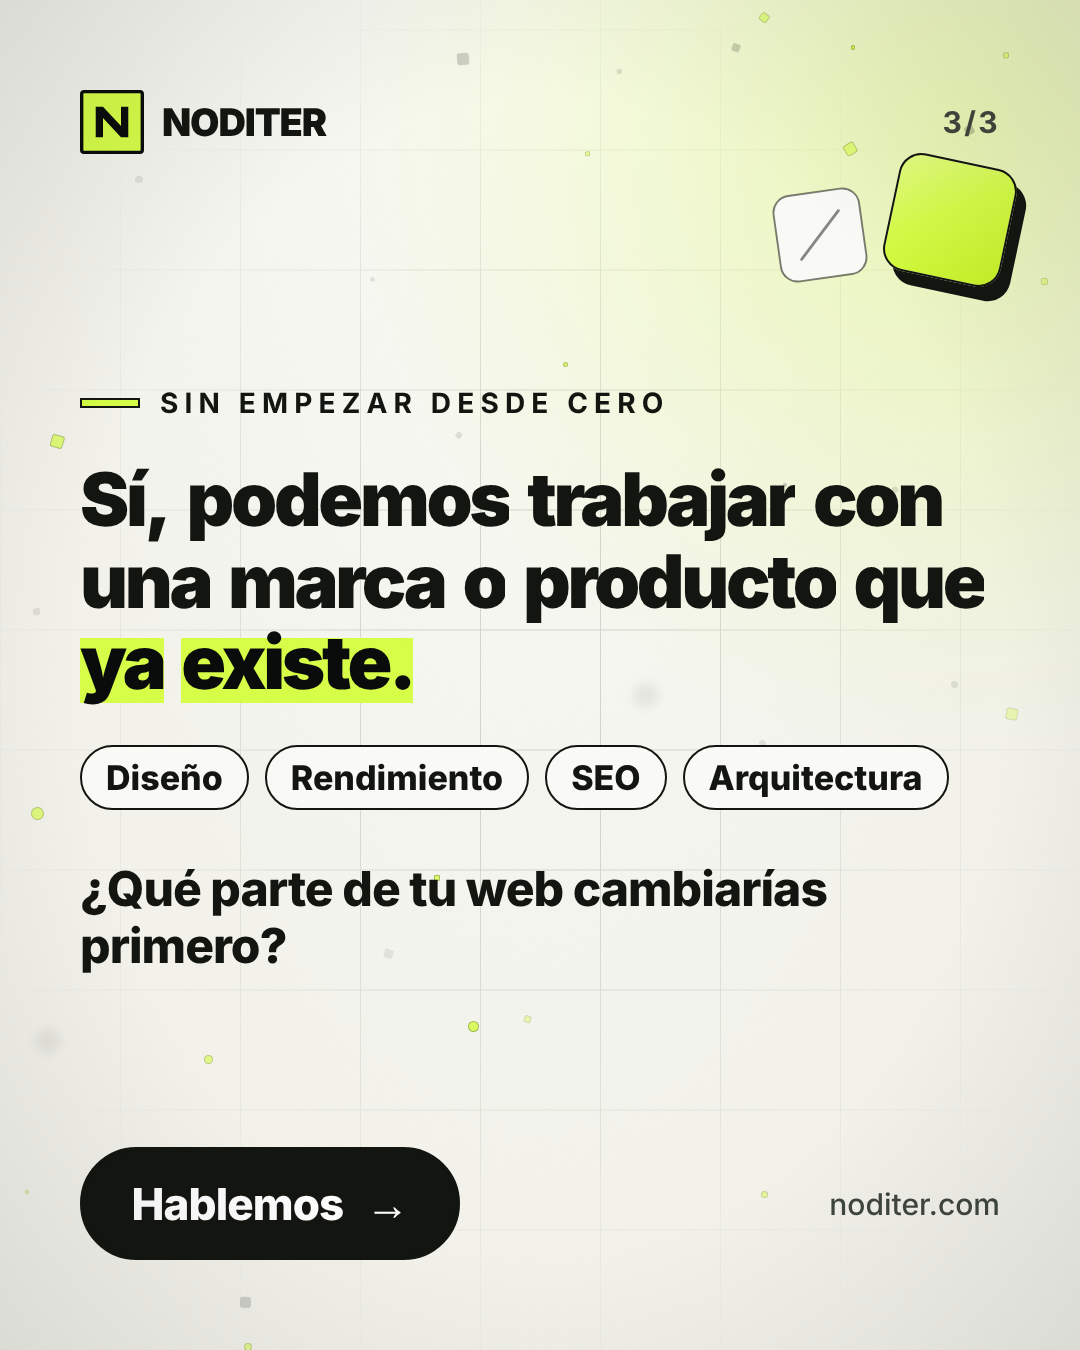 N NODITER
3/3
SIN EMPEZAR DESDE CERO
Sí, podemos trabajar con
una marca o producto que
ya existe.
Diseño Rendimiento SEO Arquitectura
¿Qué parte de tu web cambiarías
primero?
Hablemos →
noditer.com